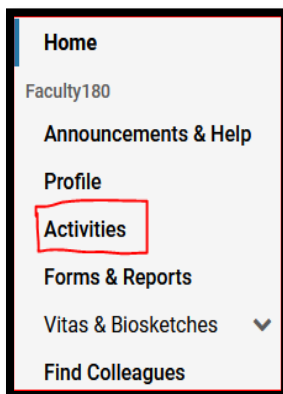 Home
Faculty180
Announcements & Help
Profile
Activities
Forms & Reports
Vitas & Biosketches
Find Colleagues